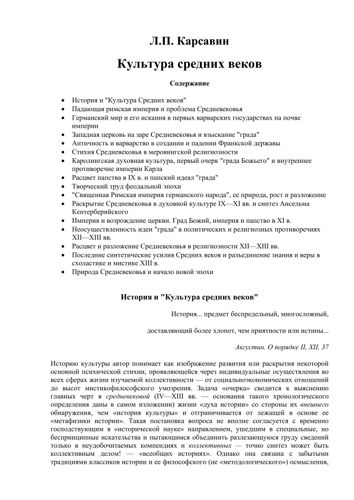 Л.П. Карсавин
Культура средних веков
Содержание
• История и "Культура Средних веков"
• Падающая римская империя и проблема Средневековья
• Германский мир и его искания в первых варварских государствах на почве
империи
• Западная церковь на заре Средневековья и взыскание "града"
• Античность и варварство в создании и падении Франкской державы
• Стихия Средневековья в меровингской религиозности
• Каролингская духовная культура, первый очерк "града Божьего" и внутреннее
противоречие империи Карла
• Расцвет папства в IX в. и папский идеал "града"
• Творческий труд феодальной эпохи
• "Священная Римская империя германского народа", ее природа, рост и разложение
• Раскрытие Средневековья в духовной культуре IX—XI вв. и синтез Ансельма
Кентерберийского
• Империя и возрождение церкви. Град Божий, империя и папство в XI в.
• Неосуществленность идеи "града" в политических и религиозных противоречиях
XII—XIII вв.
• Расцвет и разложение Средневековья в религиозности XII—XIII вв.
• Последние синтетические усилия Средних веков и разъединение знания и веры в
схоластике и мистике XIII в.
• Природа Средневековья и начало новой эпохи
История и "Культура средних веков"
История... предмет беспредельный, многосложный,
доставляющий более хлопот, чем приятности или истины...
Августин. О порядке II, XII, 37
Историю культуры автор понимает как изображение развития или раскрытия некоторой
основной психической стихии, проявляющейся через индивидуальные осуществления во
всех сферах жизни изучаемой коллективности — от социальноэкономических отношений
до высот мистикофилософского умозрения. Задача «очерка» сводится к выяснению
главных черт в средневековой (IV—XIII вв. — основания такого хронологического
определения даны в самом изложении) жизни «духа истории» со стороны их внешнего
обнаружения, чем «история культуры» и отграничивается от лежащей в основе ее
«метафизики истории». Такая постановка вопроса не вполне согласуется с временно
господствующим в «исторической науке» направлением, ушедшим в специальные, но
беспринципные искательства и пытающимся объединить разлезающуюся груду сведений
только в неудобочитаемых компендиях и коллективных! — точно синтез может быть
коллективным делом! — «всеобщих историях». Однако она связана с забытыми
традициями классиков истории и ее философского (не «методологического») осмысления,